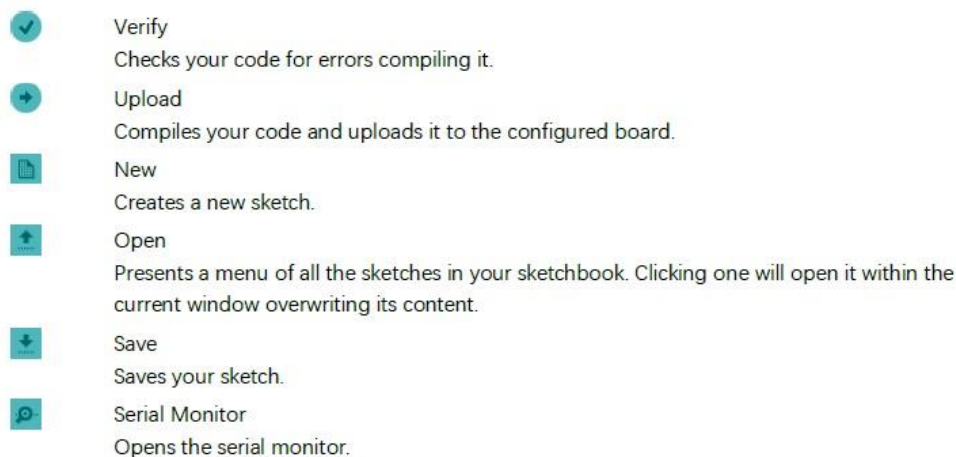 Verify
Checks your code for errors compiling it.
Upload
Compiles your code and uploads it to the configured board.
New
Creates a new sketch.
Open
Presents a menu of all the sketches in your sketchbook. Clicking one will open it within the
current window overwriting its content.
Save
Saves your sketch.
Serial Monitor
Opens the serial monitor.